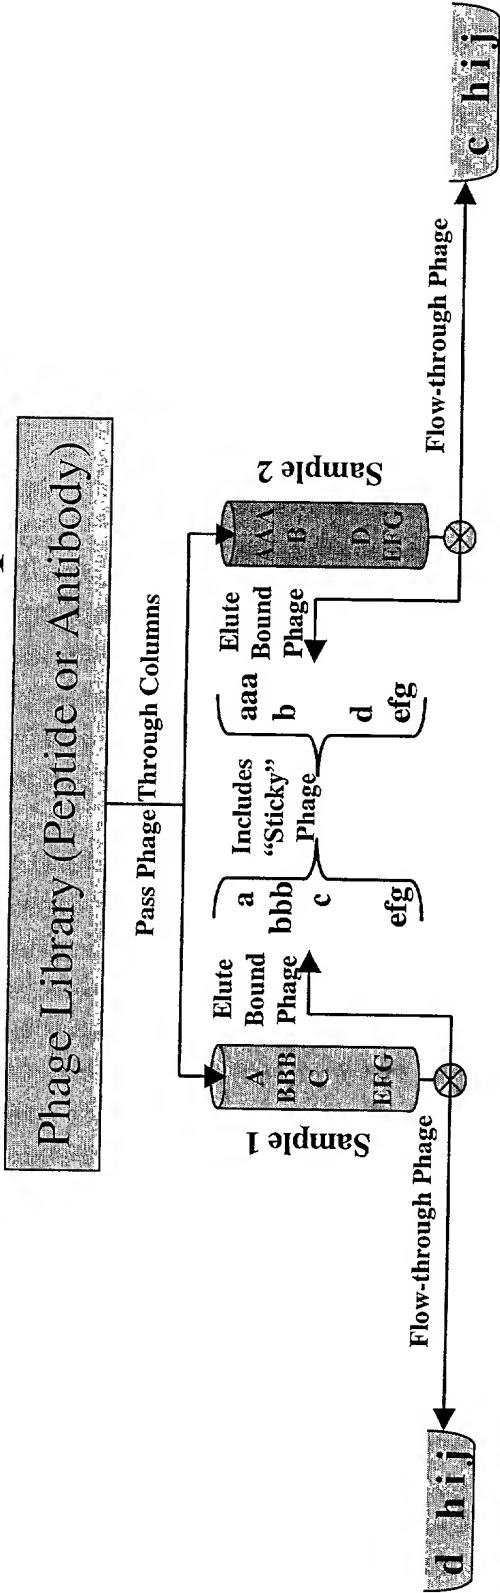 Phage Library (Peptide or Antibody)
Pass Phage Through Columns
Sample 1
A
BBB
C
EFG
Elute
Bound
Phage
a
bbb
c
efg
Includes
“Sticky”
Phage
aaa
b
d
efg
Elute
Bound
Phage
AAA
B
D
EFG
Sample 2
Flow-through Phage
Flow-through Phage
d h i j
c h i j